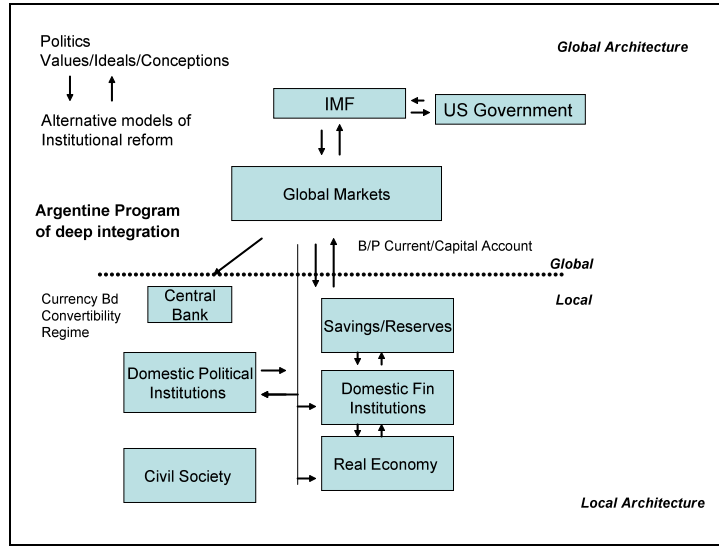 Politics
Values/Ideals/Conceptions
Global Architecture
IMF
US Government
Alternative models of
Institutional reform
Global Markets
Argentine Program
of deep integration
B/P Current/Capital Account
Global
Local
Currency Bd
Convertibility
Regime
Central
Bank
Savings/Reserves
Domestic Political
Institutions
Domestic Fin
Institutions
Civil Society
Real Economy
Local Architecture